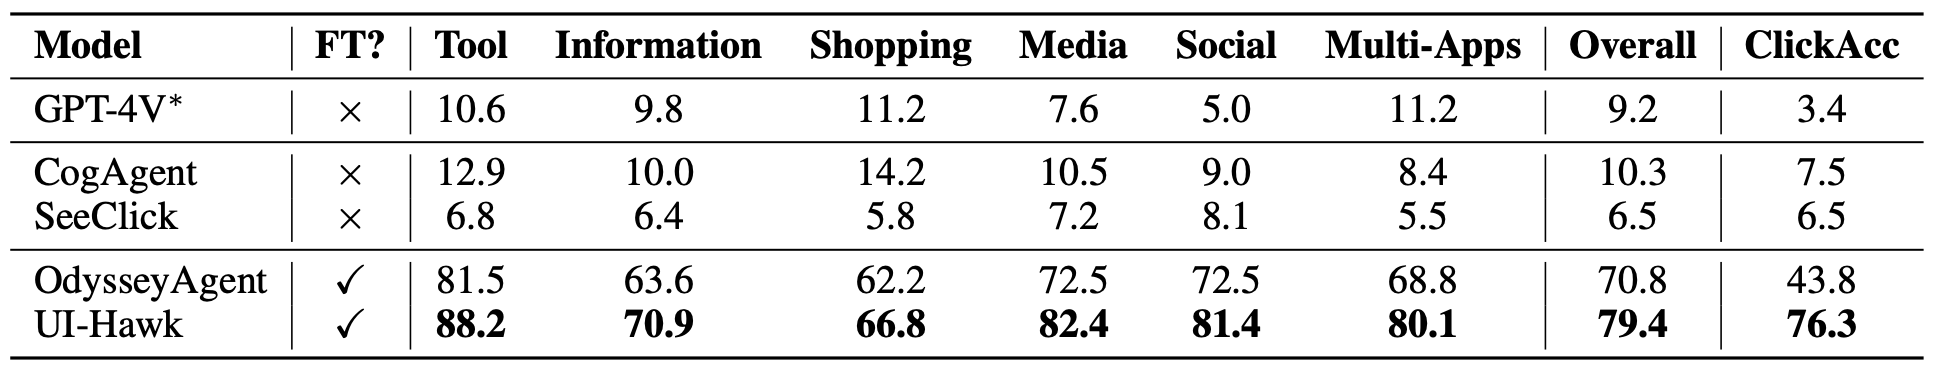 Model FT? Tool Information Shopping Media Social Multi-Apps Overall ClickAcc
GPT-4V* × 10.6 9.8 11.2 7.6 5.0 11.2 9.2 3.4
CogAgent × 12.9 10.0 14.2 10.5 9.0 8.4 10.3 7.5
SeeClick × 6.8 6.4 5.8 7.2 8.1 5.5 6.5 6.5
OdysseyAgent ✓ 81.5 63.6 62.2 72.5 72.5 68.8 70.8 43.8
UI-Hawk ✓ 88.2 70.9 66.8 82.4 81.4 80.1 79.4 76.3